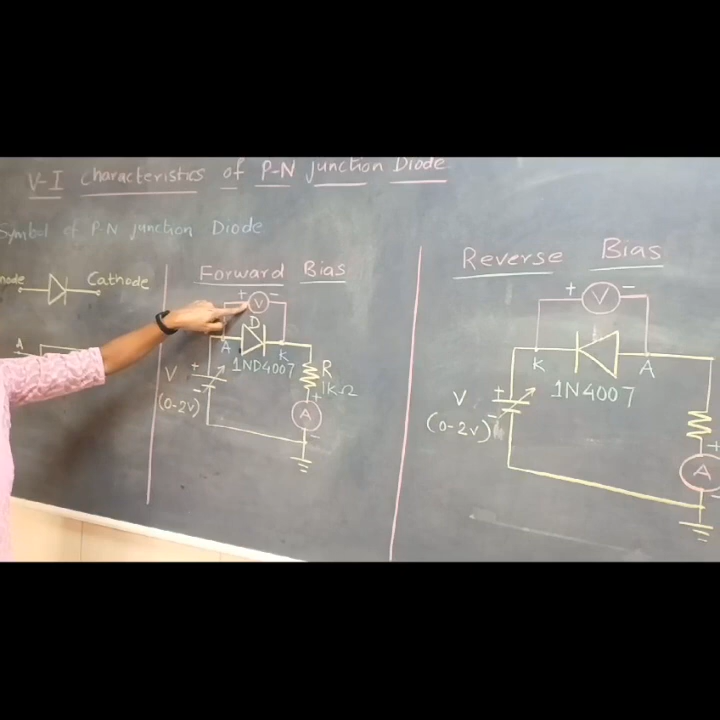 V-I Characteristics of P-N Junction Diode
Symbol of P-N junction Diode
node
Cathode
A
Forward Bias
+ V -
D
A
K
1ND4007
V
+
-
(0-2V)
R
1KΩ
+
A
-
Reverse Bias
+ V -
K
A
1N4007
V
+
-
(0-2V)
+
A
-